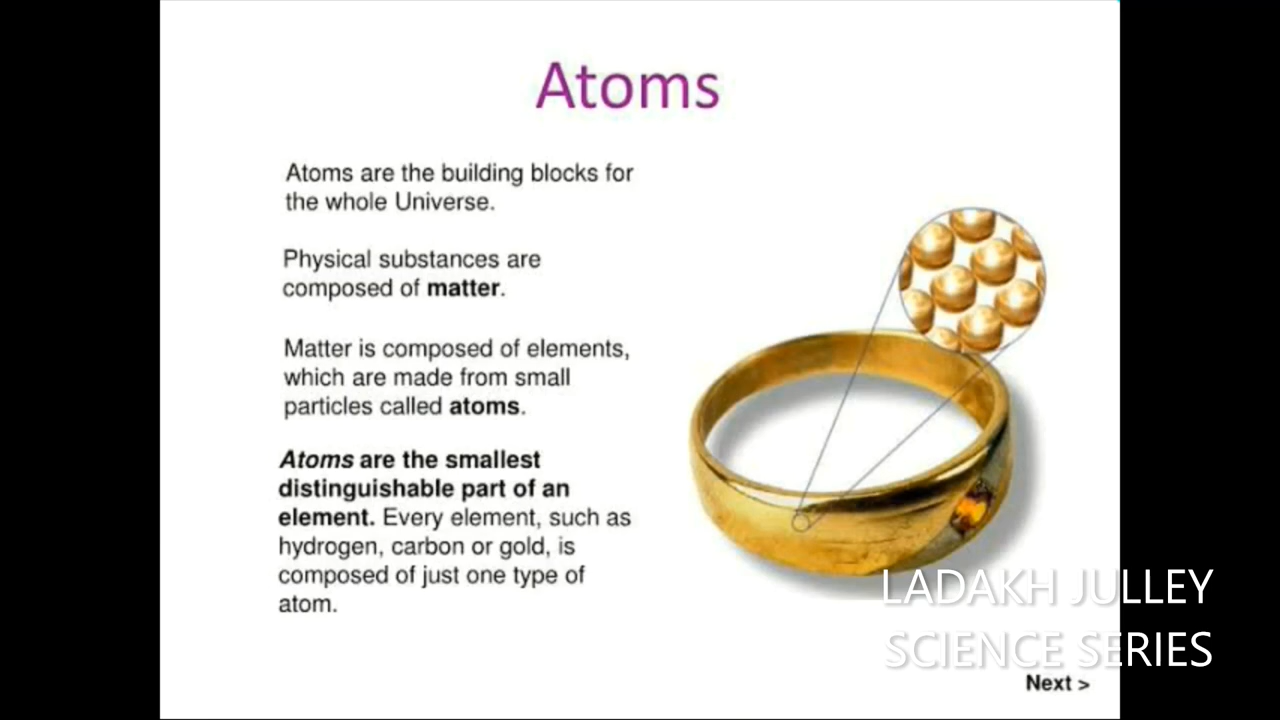 Atoms
Atoms are the building blocks for
the whole Universe.
Physical substances are
composed of matter.
Matter is composed of elements,
which are made from small
particles called atoms.
Atoms are the smallest
distinguishable part of an
element. Every element, such as
hydrogen, carbon or gold, is
composed of just one type of
atom.
LADAKH JULLEY
SCIENCE SERIES
Next >